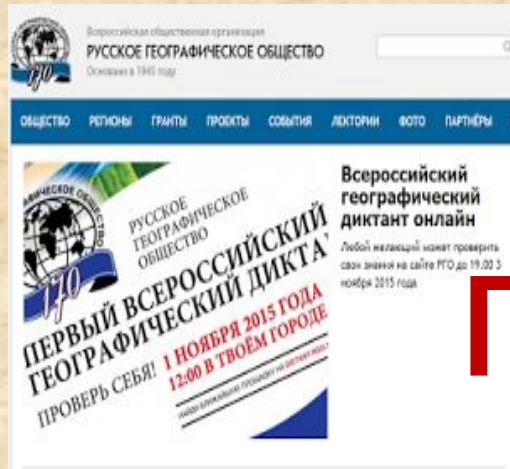 Всероссийская общественная организация
РУССКОЕ ГЕОГРАФИЧЕСКОЕ ОБЩЕСТВО
Основано в 1845 году
ОБЩЕСТВО РЕГИОНЫ ГРАНТЫ ПРОЕКТЫ СОБЫТИЯ ЛЕКТОРИИ ФОТО ПАРТНЁРЫ
170
РУССКОЕ
ГЕОГРАФИЧЕСКОЕ
ОБЩЕСТВО
ПЕРВЫЙ ВСЕРОССИЙСКИЙ
ГЕОГРАФИЧЕСКИЙ ДИКТА
ПРОВЕРЬ СЕБЯ! 1 НОЯБРЯ 2015 ГОДА
12:00 В ТВОЁМ ГОРОДЕ
Всероссийский
географический
диктант онлайн
Любой желающий может проверить
свои знания на сайте РГО до 19.00 3
ноября 2015 года
Г